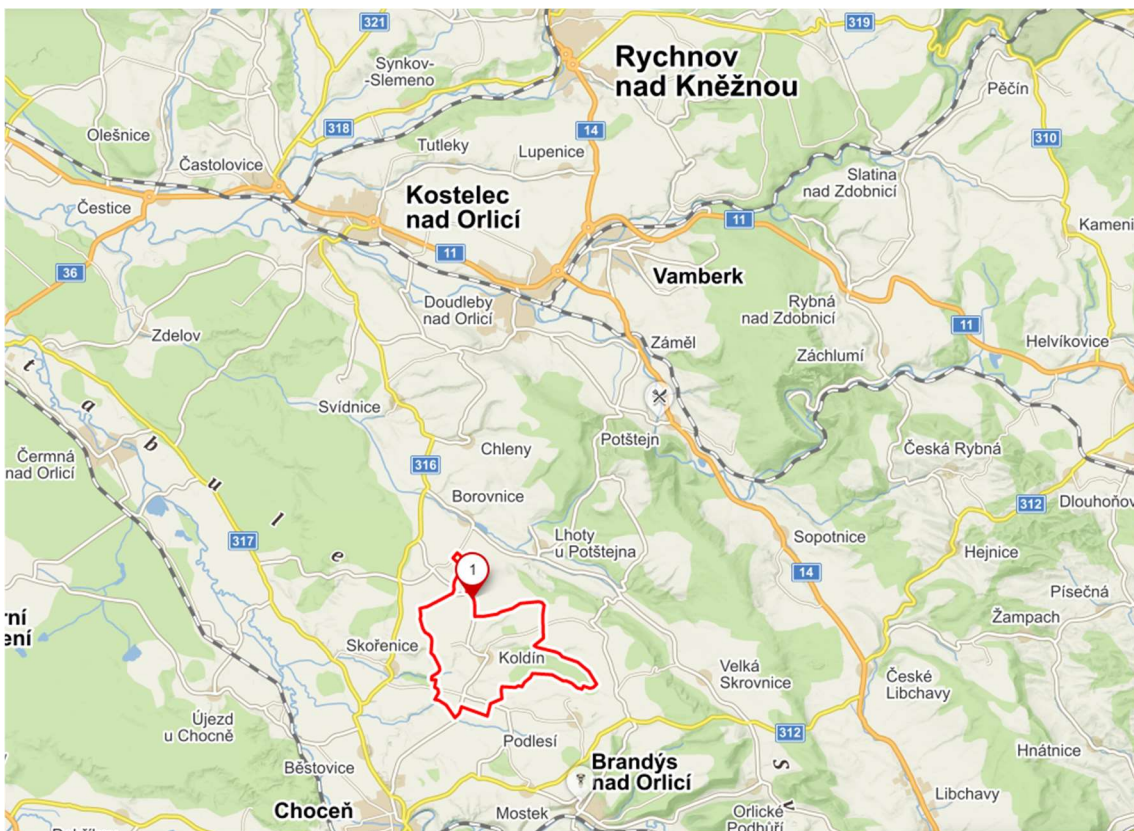 321
319
Rychnov
nad Kněžnou
Synkov-
-Slemeno
Pěčín
Olešnice
318
14
310
Tutleky
Lupenice
Častolovice
Slatina
nad Zdobnicí
Kostelec
nad Orlicí
Čestice
11
Kameni
11
36
Vamberk
Doudleby
nad Orlicí
Rybná
nad Zdobnicí
11
Zdelov
Záměl
Helvíkovice
Záchlumí
t
a
b
u
l
e
Svídnice
Potštejn
Chleny
Česká Rybná
Čermná
nad Orlicí
316
Borovnice
312
Dlouhoňov
317
Lhoty
u Potštejna
Sopotnice
Hejnice
1
14
Písečná
rní
ení
Žampach
Skořenice
Koldín
Velká
Skrovnice
České
Libchavy
Újezd
u Chocně
312
Podlesí
Hnátnice
Běstovice
Brandýs
nad Orlicí
S
v
Libchavy
Choceň
Mostek
Orlické
Podhůří